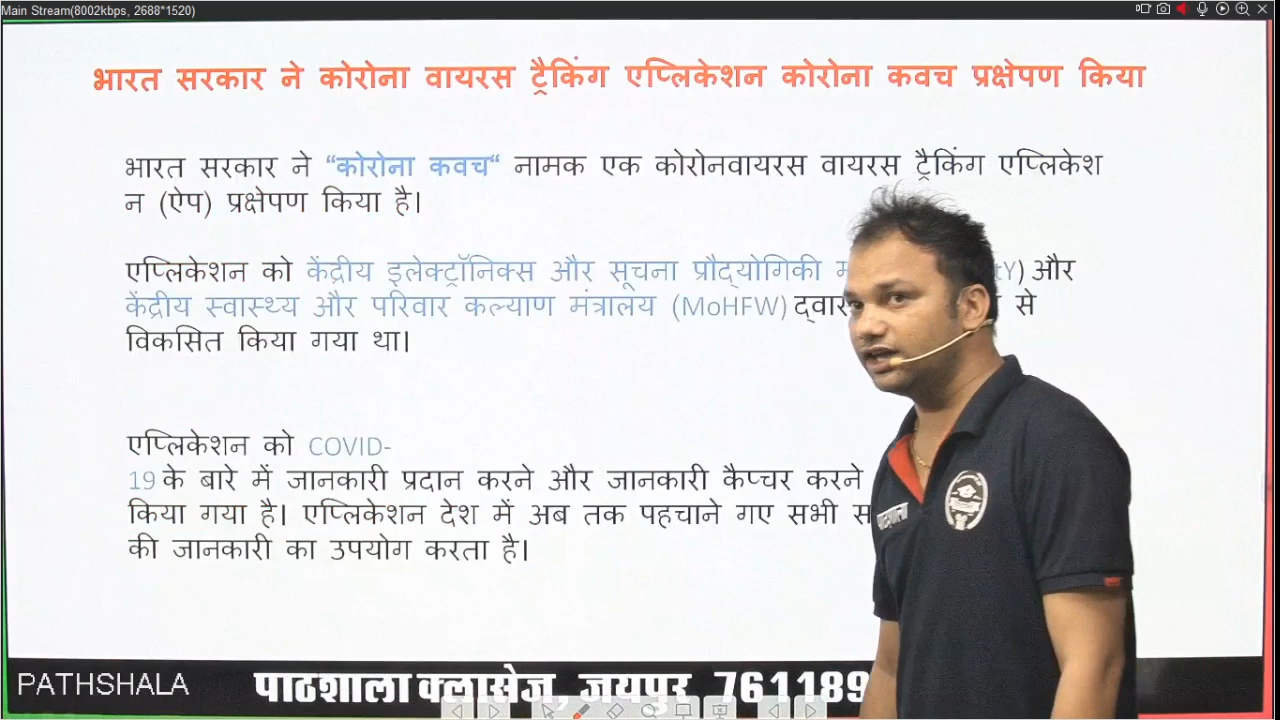 Main Stream(8002kbps, 2688*1520)
भारत सरकार ने कोरोना वायरस ट्रैकिंग एप्लिकेशन कोरोना कवच प्रक्षेपण किया
भारत सरकार ने “कोरोना कवच“ नामक एक कोरोनवायरस वायरस ट्रैकिंग एप्लिकेश
न (ऐप) प्रक्षेपण किया है।
एप्लिकेशन को केंद्रीय इलेक्ट्रॉनिक्स और सूचना प्रौद्योगिकी म tY) और
केंद्रीय स्वास्थ्य और परिवार कल्याण मंत्रालय (MoHFW) द्वार से
विकसित किया गया था।
एप्लिकेशन को COVID-
19 के बारे में जानकारी प्रदान करने और जानकारी कैप्चर करने
किया गया है। एप्लिकेशन देश में अब तक पहचाने गए सभी स
की जानकारी का उपयोग करता है।
पाठशाला
PATHSHALA पाठशाला क्लासेज, जयपुर 761189